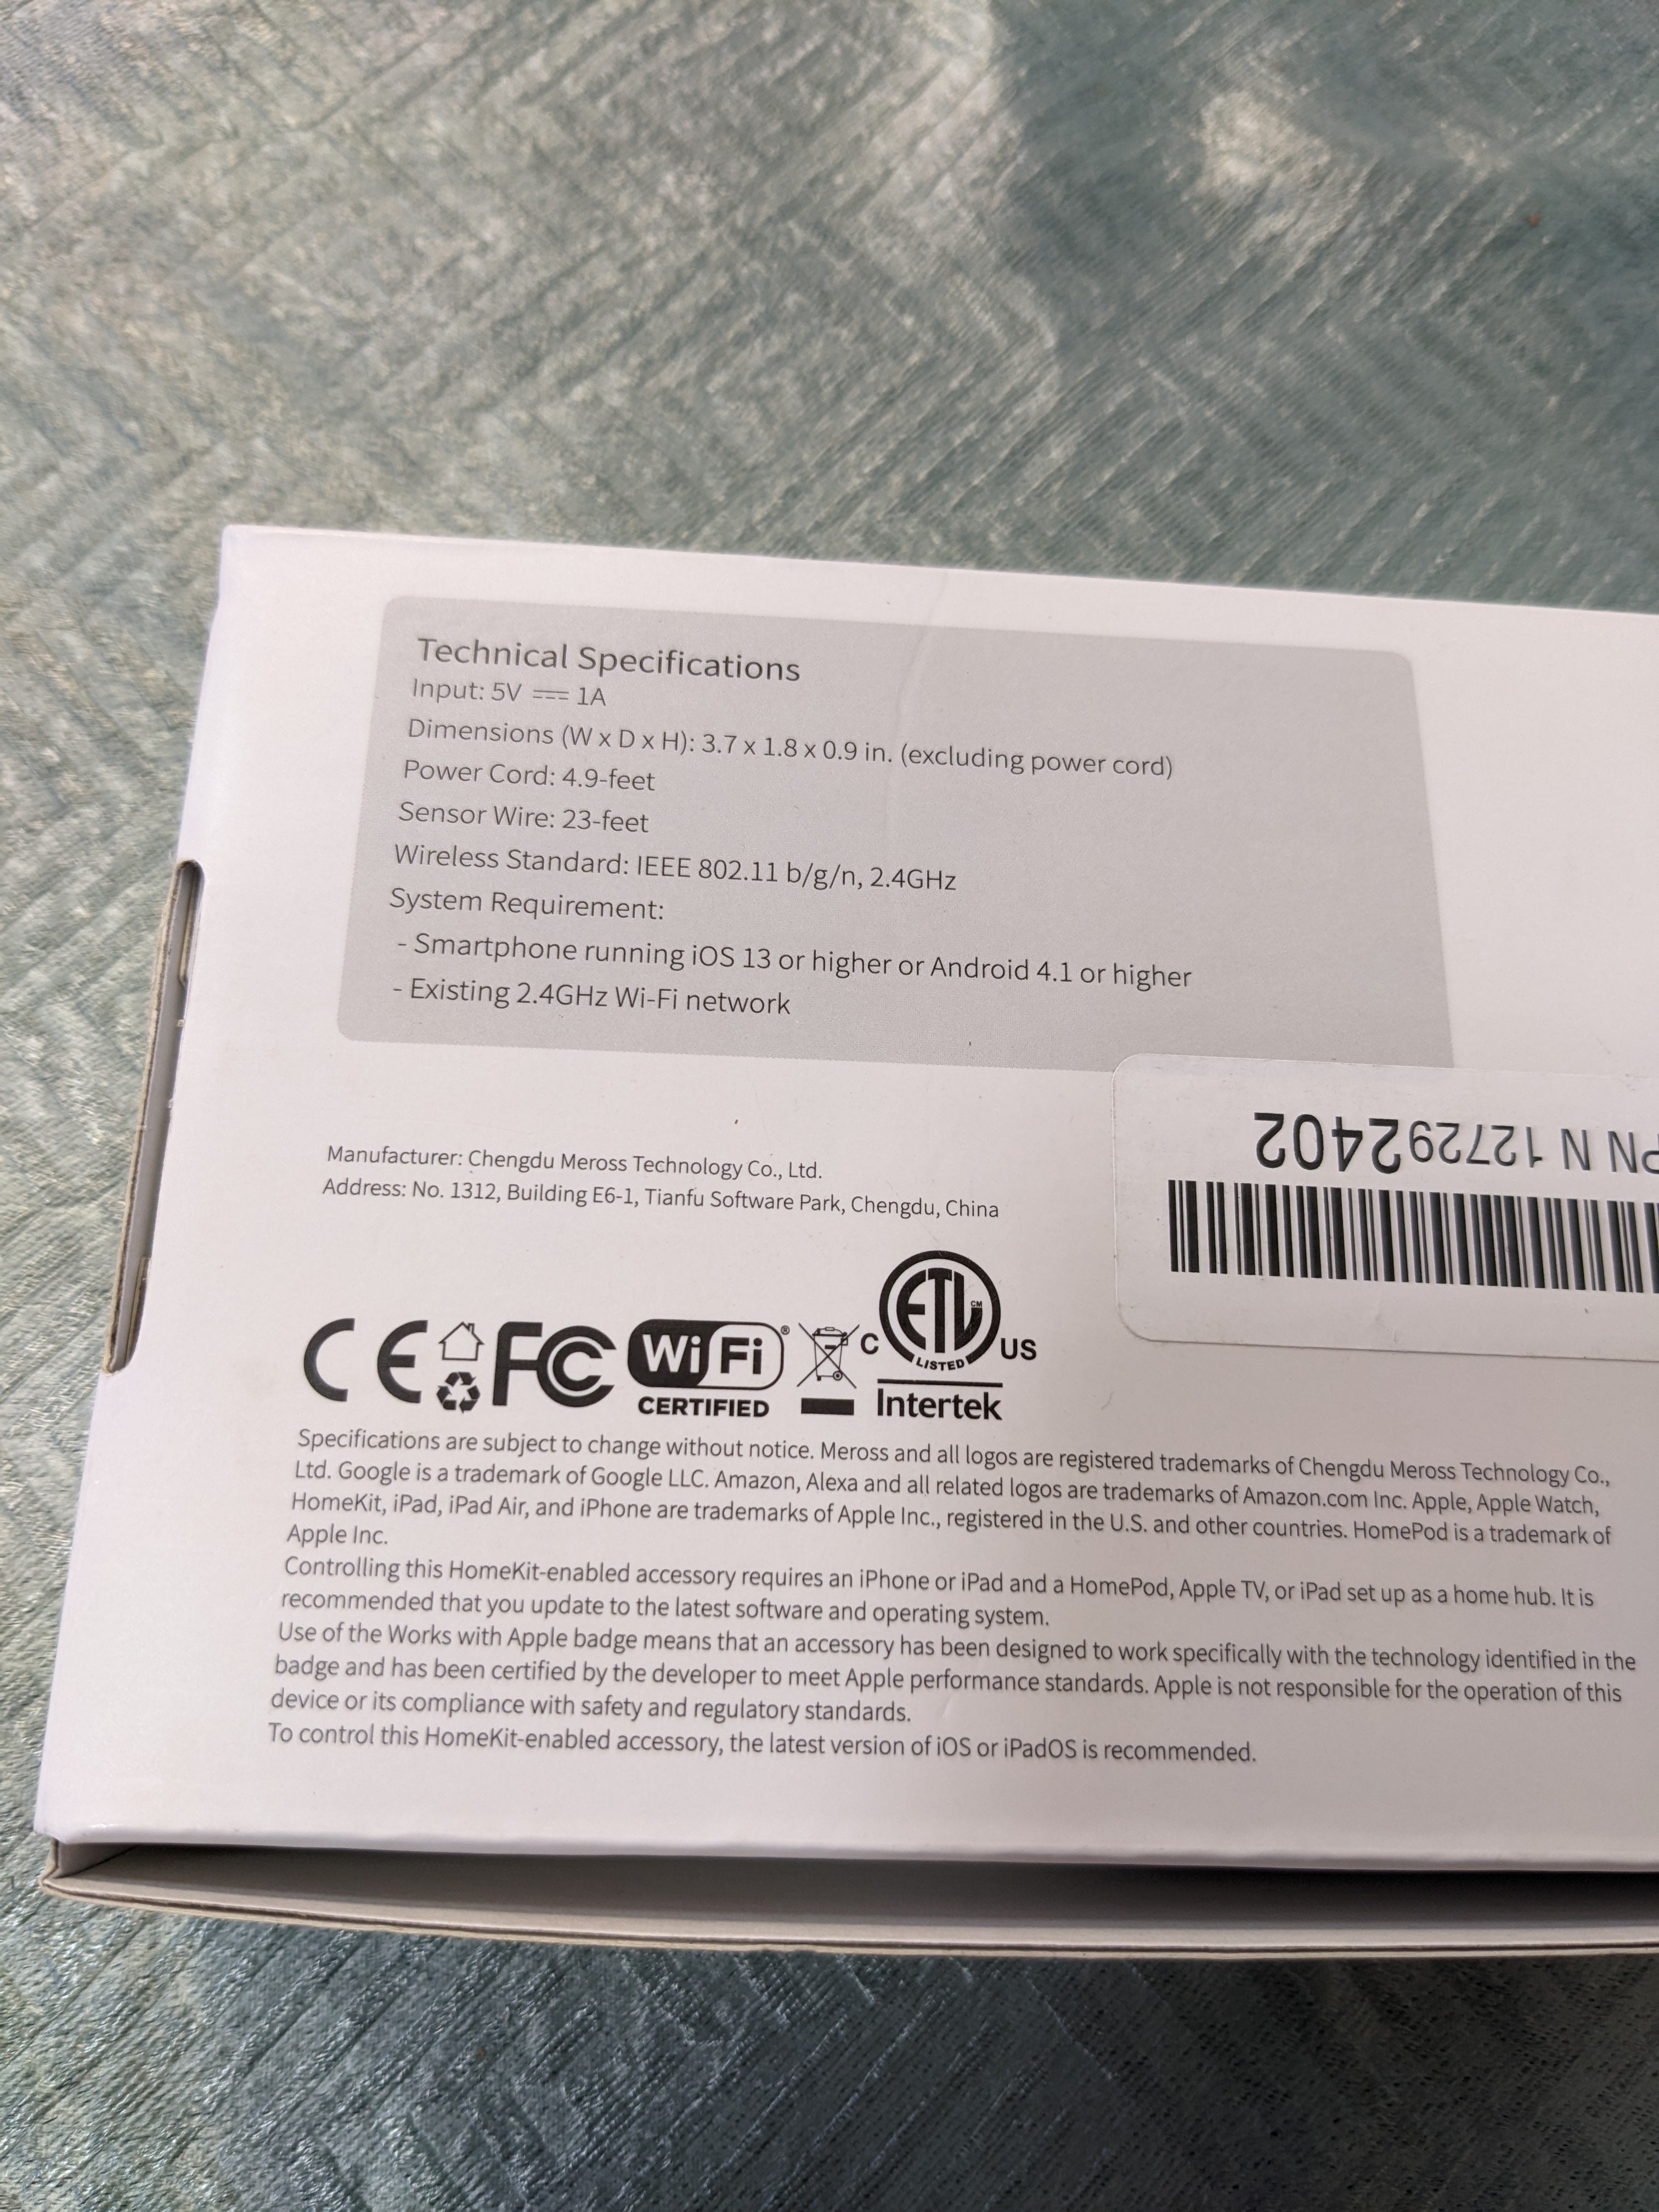 Technical Specifications
Input: 5V ⎓ 1A
Dimensions (W x D x H): 3.7 x 1.8 x 0.9 in. (excluding power cord)
Power Cord: 4.9-feet
Sensor Wire: 23-feet
Wireless Standard: IEEE 802.11 b/g/n, 2.4GHz
System Requirement:
- Smartphone running iOS 13 or higher or Android 4.1 or higher
- Existing 2.4GHz Wi-Fi network
PN N 127292402
Manufacturer: Chengdu Meross Technology Co., Ltd.
Address: No. 1312, Building E6-1, Tianfu Software Park, Chengdu, China
CE FC Wi Fi ® C ETL CM US
LISTED
CERTIFIED Intertek
Specifications are subject to change without notice. Meross and all logos are registered trademarks of Chengdu Meross Technology Co.,
Ltd. Google is a trademark of Google LLC. Amazon, Alexa and all related logos are trademarks of Amazon.com Inc. Apple, Apple Watch,
HomeKit, iPad, iPad Air, and iPhone are trademarks of Apple Inc., registered in the U.S. and other countries. HomePod is a trademark of
Apple Inc.
Controlling this HomeKit-enabled accessory requires an iPhone or iPad and a HomePod, Apple TV, or iPad set up as a home hub. It is
recommended that you update to the latest software and operating system.
Use of the Works with Apple badge means that an accessory has been designed to work specifically with the technology identified in the
badge and has been certified by the developer to meet Apple performance standards. Apple is not responsible for the operation of this
device or its compliance with safety and regulatory standards.
To control this HomeKit-enabled accessory, the latest version of iOS or iPadOS is recommended.